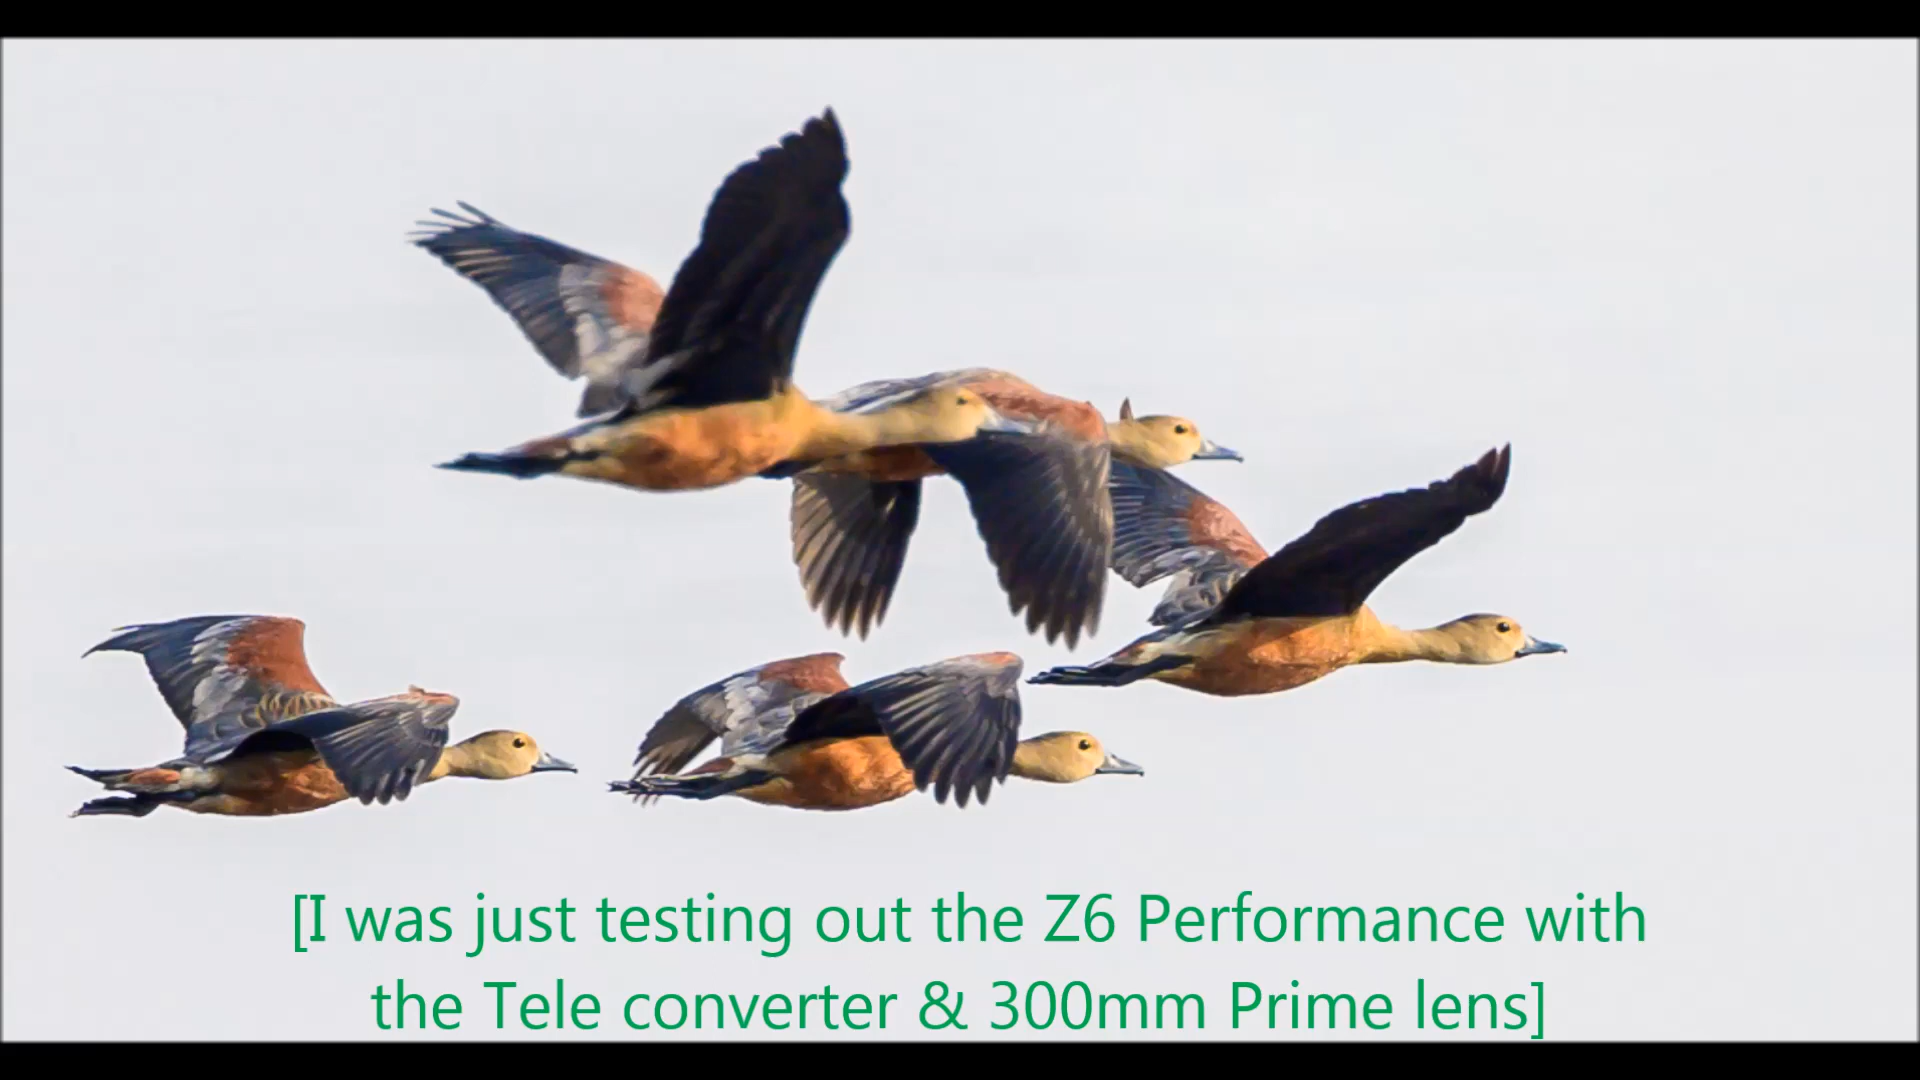 [I was just testing out the Z6 Performance with
the Tele converter & 300mm Prime lens]